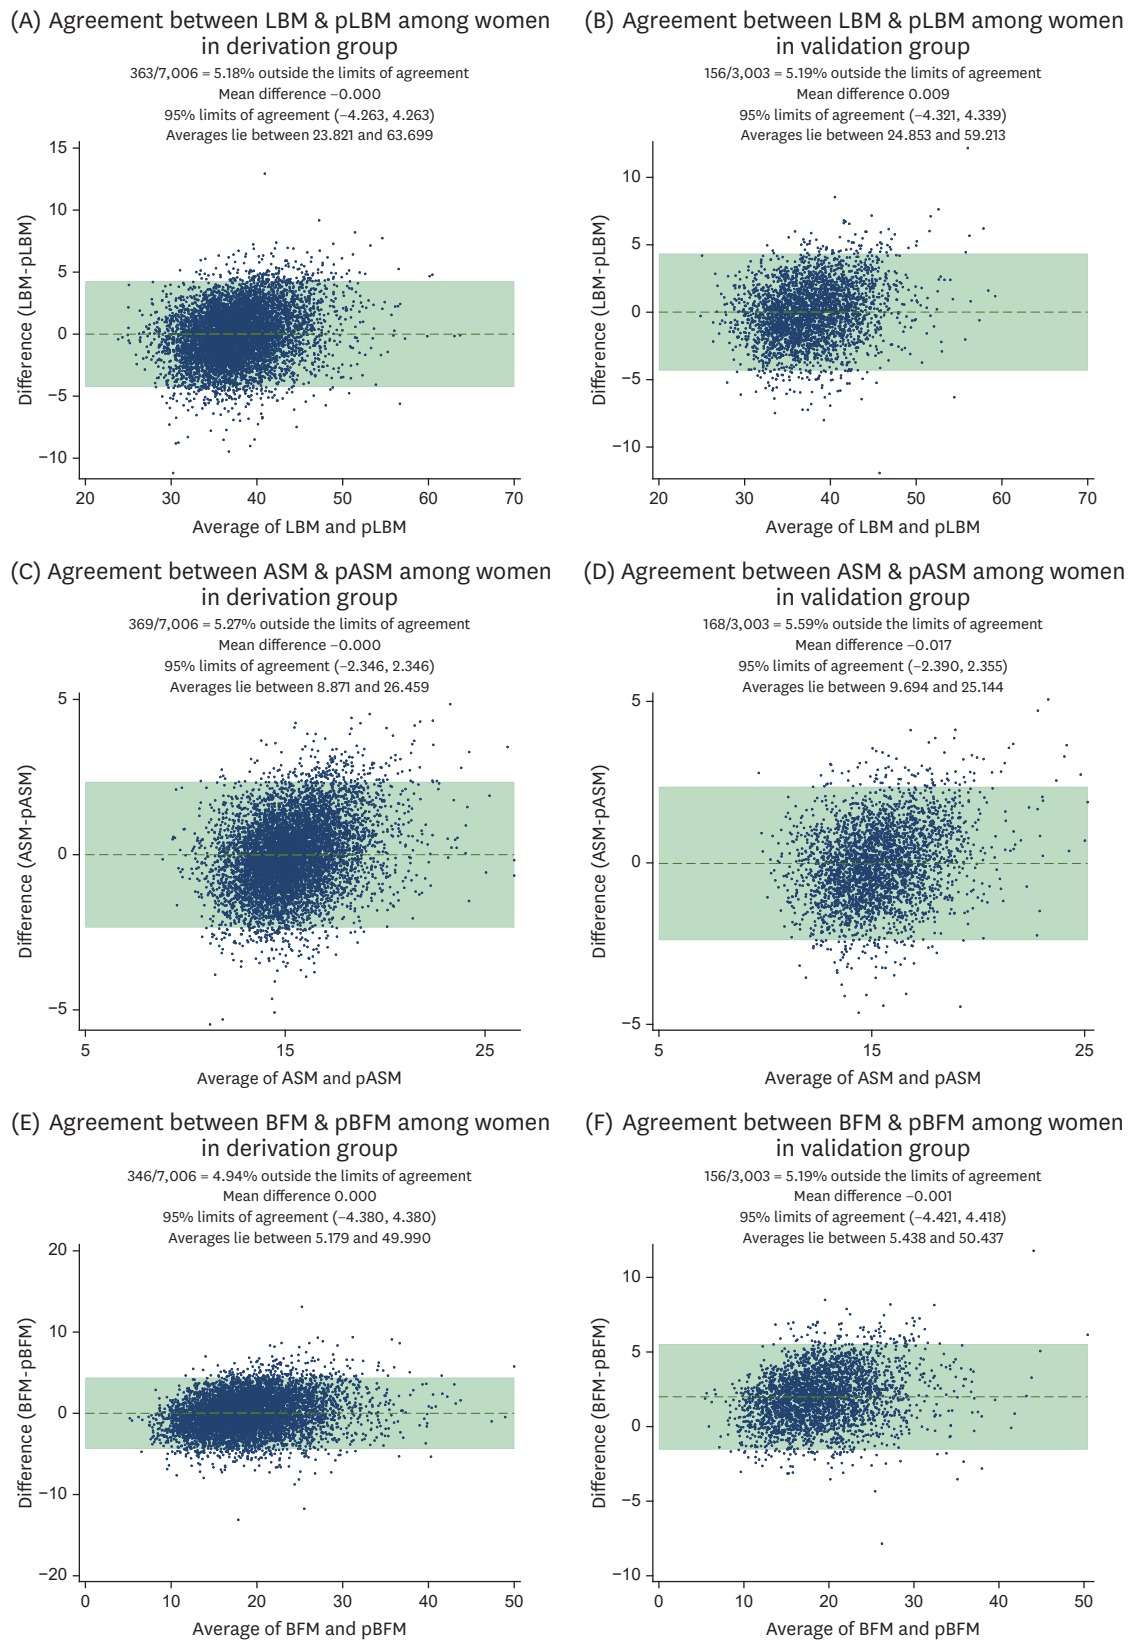 (A) Agreement between LBM & pLBM among women
in derivation group
363/7,006 = 5.18% outside the limits of agreement
Mean difference −0.000
95% limits of agreement (−4.263, 4.263)
Averages lie between 23.821 and 63.699
15
10
5
0
−5
−10
Difference (LBM-pLBM)
20 30 40 50 60 70
Average of LBM and pLBM
(B) Agreement between LBM & pLBM among women
in validation group
156/3,003 = 5.19% outside the limits of agreement
Mean difference 0.009
95% limits of agreement (−4.321, 4.339)
Averages lie between 24.853 and 59.213
10
5
0
−5
−10
Difference (LBM-pLBM)
20 30 40 50 60 70
Average of LBM and pLBM
(C) Agreement between ASM & pASM among women
in derivation group
369/7,006 = 5.27% outside the limits of agreement
Mean difference −0.000
95% limits of agreement (−2.346, 2.346)
Averages lie between 8.871 and 26.459
5
0
−5
Difference (ASM-pASM)
5 15 25
Average of ASM and pASM
(D) Agreement between ASM & pASM among women
in validation group
168/3,003 = 5.59% outside the limits of agreement
Mean difference −0.017
95% limits of agreement (−2.390, 2.355)
Averages lie between 9.694 and 25.144
5
0
−5
Difference (ASM-pASM)
5 15 25
Average of ASM and pASM
(E) Agreement between BFM & pBFM among women
in derivation group
346/7,006 = 4.94% outside the limits of agreement
Mean difference 0.000
95% limits of agreement (−4.380, 4.380)
Averages lie between 5.179 and 49.990
20
10
0
−10
−20
Difference (BFM-pBFM)
0 10 20 30 40 50
Average of BFM and pBFM
(F) Agreement between BFM & pBFM among women
in validation group
156/3,003 = 5.19% outside the limits of agreement
Mean difference −0.001
95% limits of agreement (−4.421, 4.418)
Averages lie between 5.438 and 50.437
10
5
0
−5
−10
Difference (BFM-pBFM)
0 10 20 30 40 50
Average of BFM and pBFM